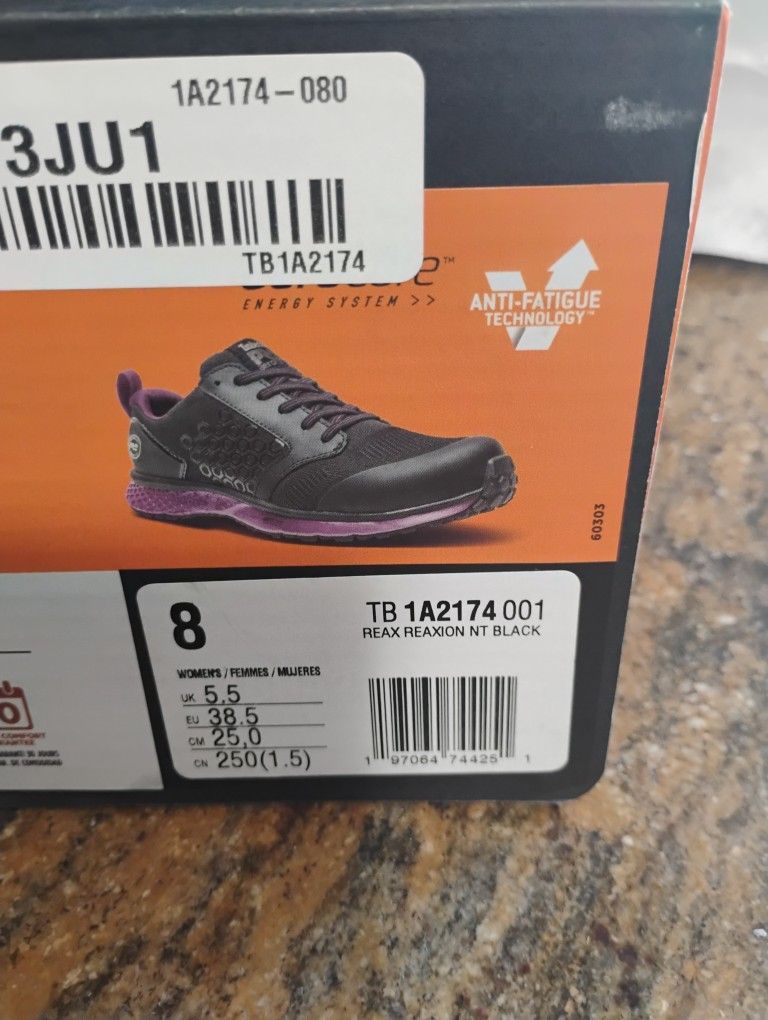 1A2174-080
3JU1
TB1A2174
ENERGY SYSTEM >>
ANTI-FATIGUE
TECHNOLOGY™
60303
8
TB 1A2174 001
REAX REAXION NT BLACK
WOMEN'S / FEMMES / MUJERES
UK 5.5
EU 38.5
CM 25,0
CN 250(1.5)
1 97064 74425 1
0
COMFORT